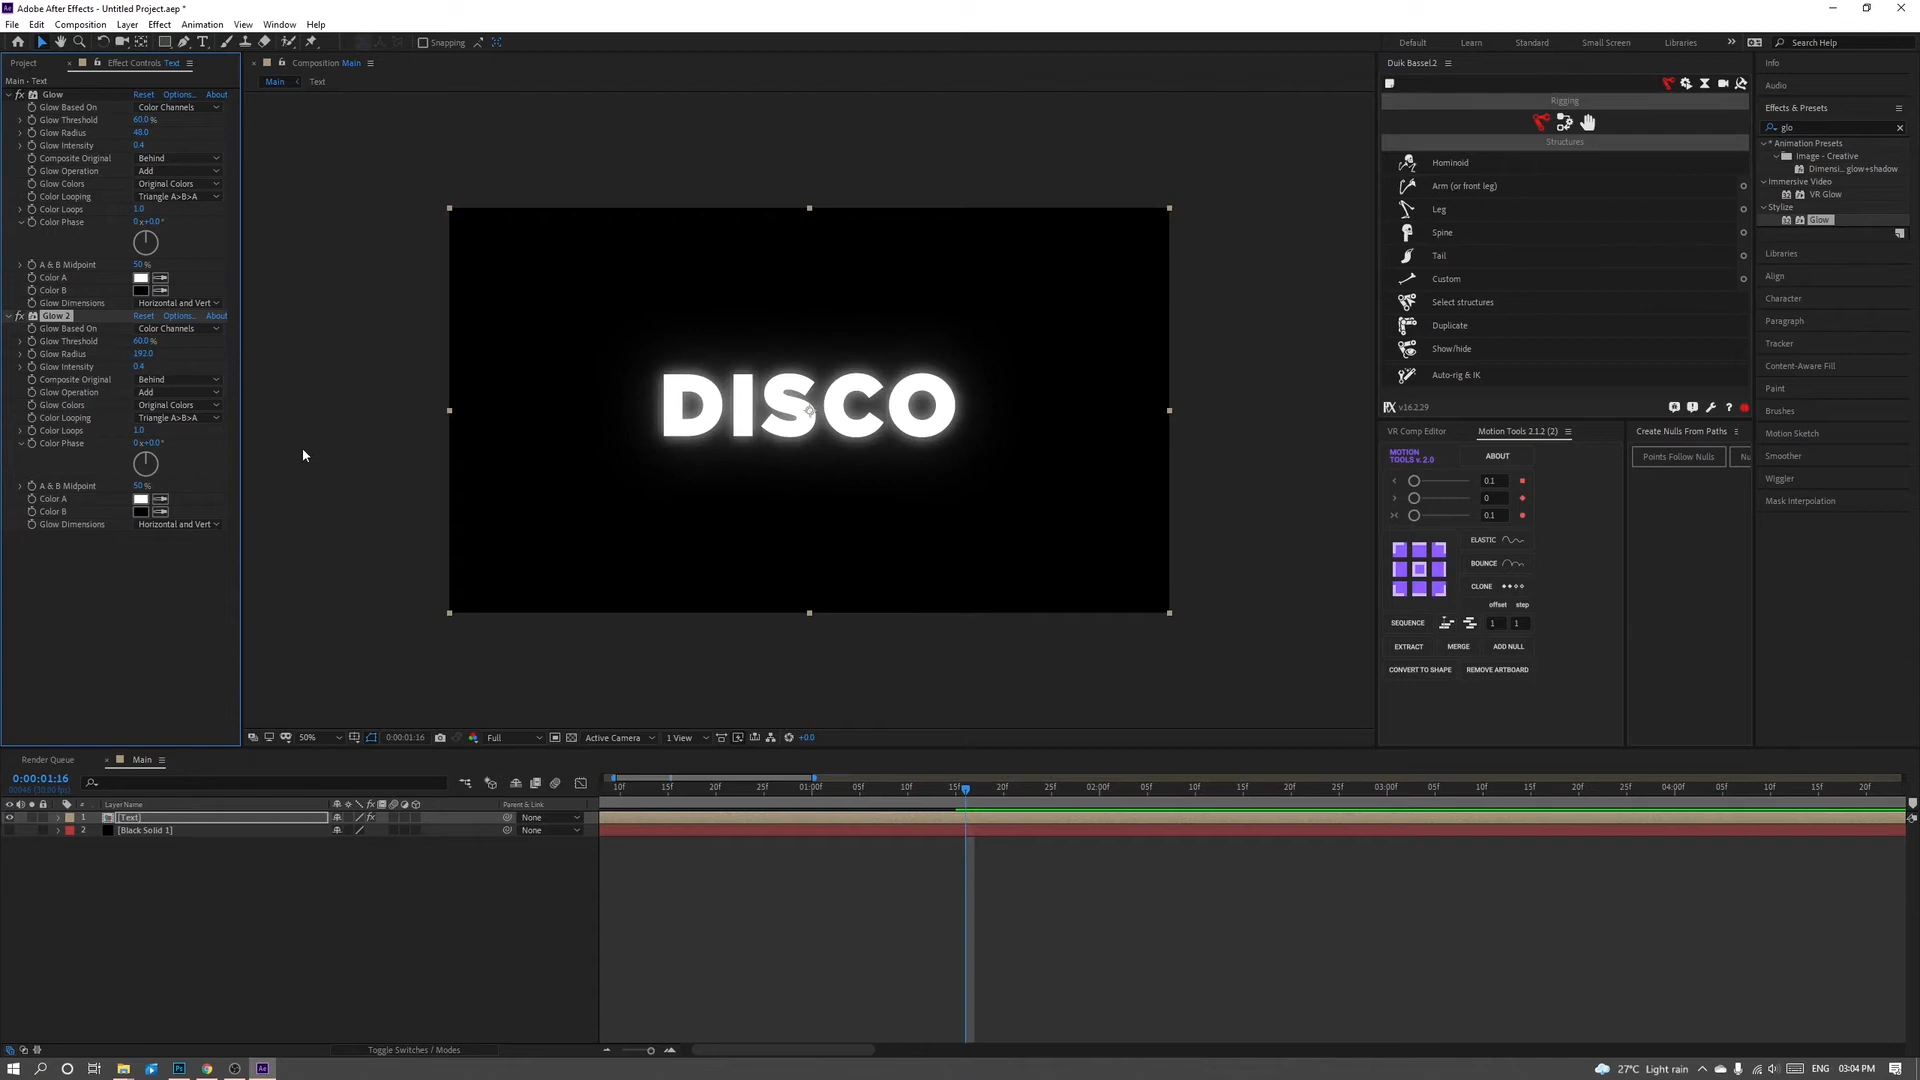 Adobe After Effects - Untitled Project.aep *
File Edit Composition Layer Effect Animation View Window Help
Snapping
Default Learn Standard Small Screen Libraries
Search Help
Project
Effect Controls Text
Main • Text
fx Glow Reset Options.. About
Glow Based On Color Channels
Glow Threshold 60.0 %
Glow Radius 48.0
Glow Intensity 0.4
Composite Original Behind
Glow Operation Add
Glow Colors Original Colors
Color Looping Triangle A>B>A
Color Loops 1.0
Color Phase 0 x+0.0 °
A & B Midpoint 50 %
Color A
Color B
Glow Dimensions Horizontal and Vert
fx Glow 2 Reset Options.. About
Glow Based On Color Channels
Glow Threshold 60.0 %
Glow Radius 192.0
Glow Intensity 0.4
Composite Original Behind
Glow Operation Add
Glow Colors Original Colors
Color Looping Triangle A>B>A
Color Loops 1.0
Color Phase 0 x+0.0 °
A & B Midpoint 50 %
Color A
Color B
Glow Dimensions Horizontal and Vert
Composition Main
Main Text
DISCO
50% 0:00:01:16 Full Active Camera 1 View +0.0
Duik Bassel.2
Rigging
Structures
Hominoid
Arm (or front leg)
Leg
Spine
Tail
Custom
Select structures
Duplicate
Show/hide
Auto-rig & IK
v16.2.29
VR Comp Editor Motion Tools 2.1.2 (2) Create Nulls From Paths
MOTION TOOLS v. 2.0 ABOUT
0.1
0
0.1
ELASTIC
BOUNCE
CLONE
offset step
SEQUENCE 1 1
EXTRACT MERGE ADD NULL
CONVERT TO SHAPE REMOVE ARTBOARD
Points Follow Nulls Nu
Info
Audio
Effects & Presets
glo
* Animation Presets
Image - Creative
Dimensi... glow+shadow
Immersive Video
VR Glow
Stylize
Glow
Libraries
Align
Character
Paragraph
Tracker
Content-Aware Fill
Paint
Brushes
Motion Sketch
Smoother
Wiggler
Mask Interpolation
Render Queue Main
0:00:01:16
00046 (30.00 fps)
# Layer Name Parent & Link
1 [Text] None
2 [Black Solid 1] None
10f 15f 20f 25f 01:00f 05f 10f 15f 20f 25f 02:00f 05f 10f 15f 20f 25f 03:00f 05f 10f 15f 20f 25f 04:00f 05f 10f 15f 20f
Toggle Switches / Modes
27°C Light rain ENG 03:04 PM